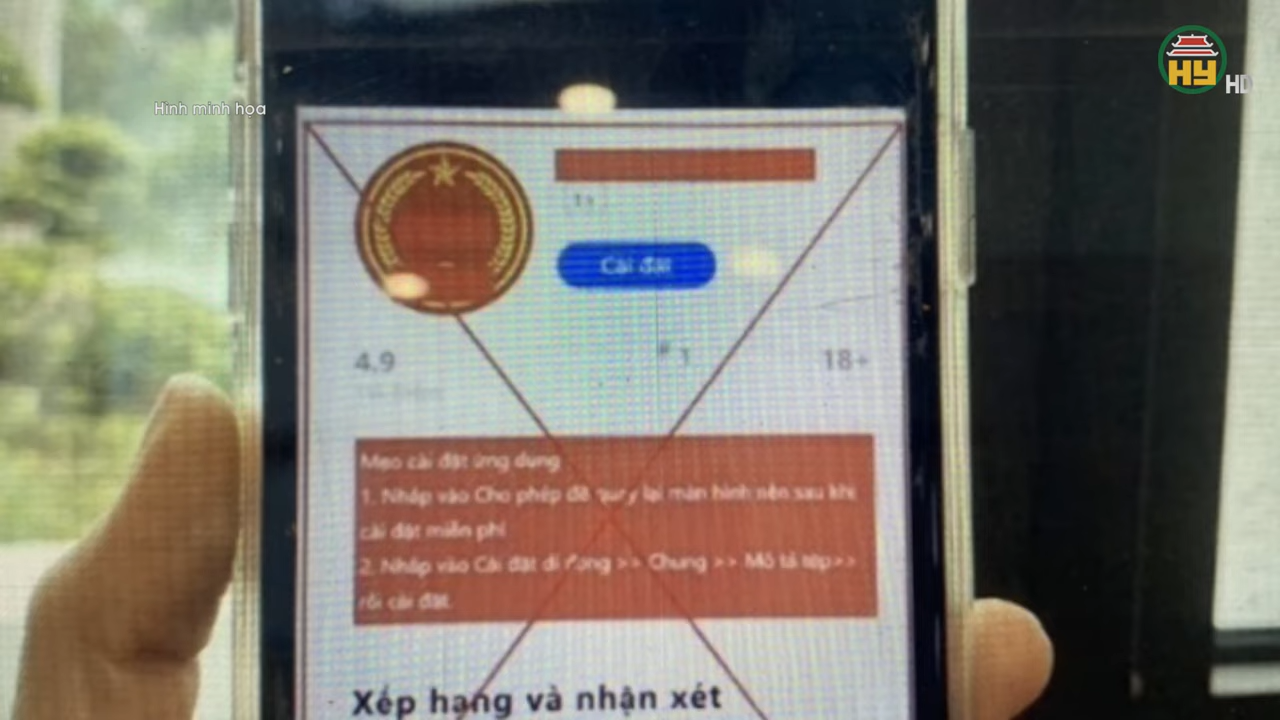 HY
HD
Hình minh họa
Cài đặt
4.9
# 1
18+
Mẹo cài đặt ứng dụng
1. Nhấp vào Cho phép để quay lại màn hình nền sau khi
cài đặt miễn phí
2. Nhấp vào Cài đặt di động >> Chung >> Mô tả tệp>>
rồi cài đặt.
Xếp hạng và nhận xét